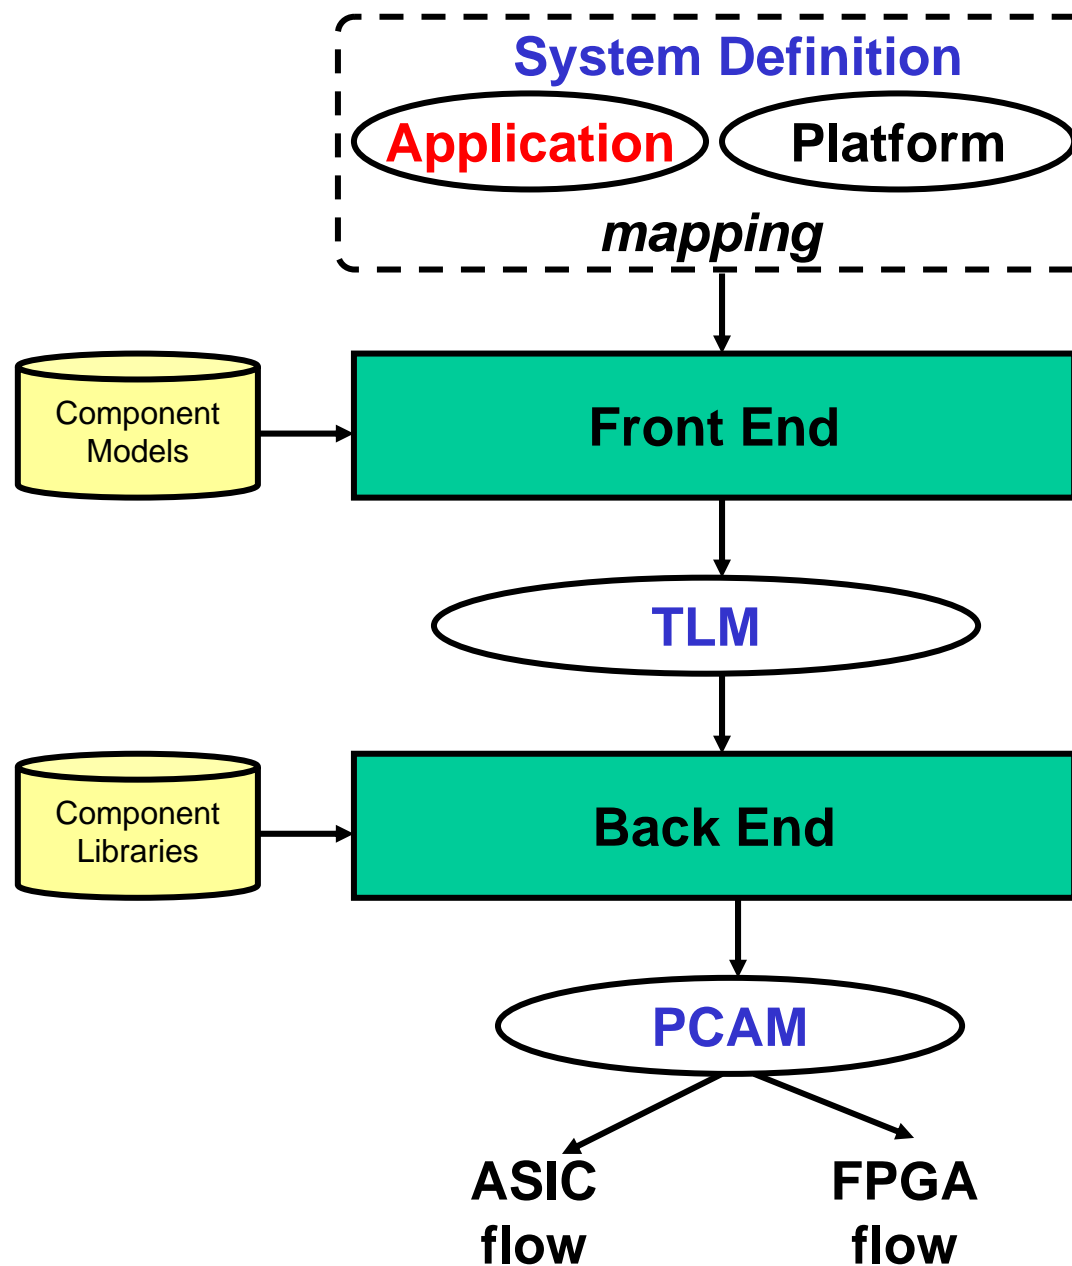 System Definition
Application
Platform
mapping
Component
Models
Front End
TLM
Component
Libraries
Back End
PCAM
ASIC
flow
FPGA
flow